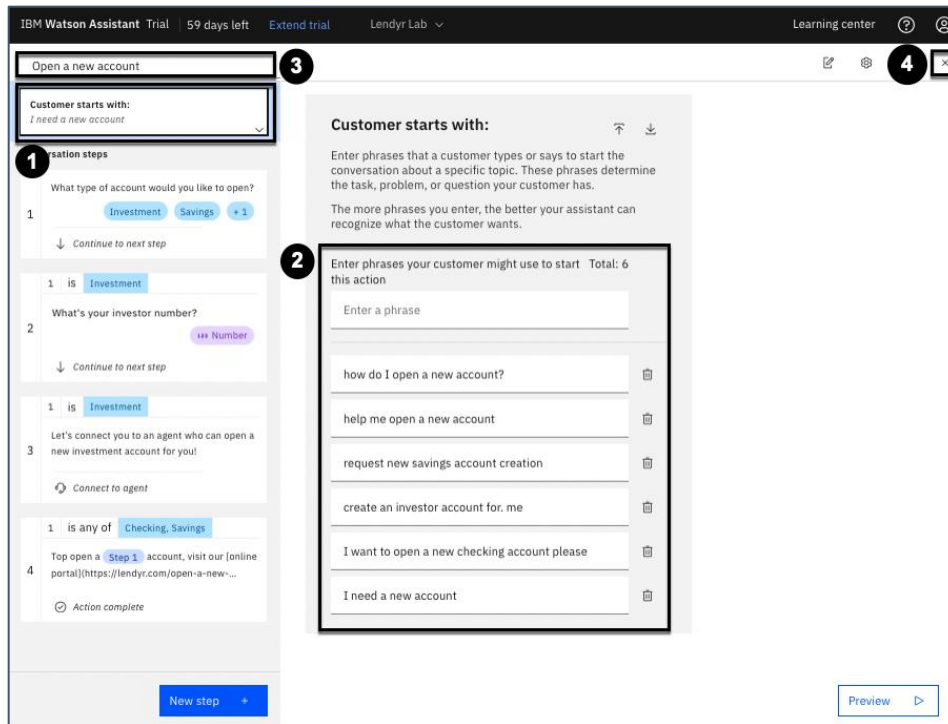 IBM Watson Assistant Trial 59 days left Extend trial Lendyr Lab Learning center
Open a new account
3
4
Customer starts with:
I need a new account
1
rsation steps
1
What type of account would you like to open?
Investment Savings + 1
Continue to next step
1 is Investment
2
What's your investor number?
123 Number
Continue to next step
1 is Investment
3
Let's connect you to an agent who can open a
new investment account for you!
Connect to agent
1 is any of Checking, Savings
4
Top open a Step 1 account, visit our [online
portal](https://lendyr.com/open-a-new-...
Action complete
New step +
Customer starts with:
Enter phrases that a customer types or says to start the
conversation about a specific topic. These phrases determine
the task, problem, or question your customer has.
The more phrases you enter, the better your assistant can
recognize what the customer wants.
2
Enter phrases your customer might use to start Total: 6
this action
Enter a phrase
how do I open a new account?
help me open a new account
request new savings account creation
create an investor account for. me
I want to open a new checking account please
I need a new account
Preview